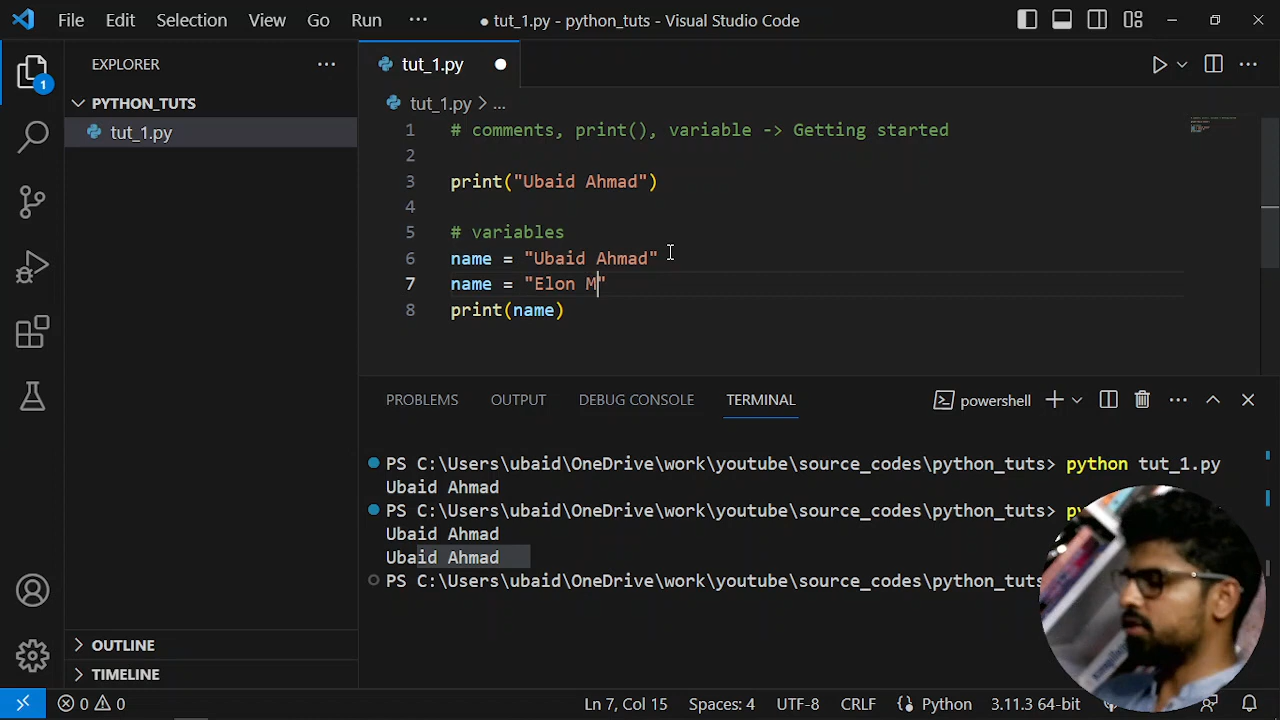 File Edit Selection View Go Run ··· ● tut_1.py - python_tuts - Visual Studio Code
EXPLORER ···
tut_1.py
PYTHON_TUTS
tut_1.py > ...
tut_1.py
1 # comments, print(), variable -> Getting started
2
3 print("Ubaid Ahmad")
4
5 # variables
6 name = "Ubaid Ahmad"
7 name = "Elon M"
8 print(name)
PROBLEMS OUTPUT DEBUG CONSOLE TERMINAL powershell
PS C:\Users\ubaid\OneDrive\work\youtube\source_codes\python_tuts> python tut_1.py
Ubaid Ahmad
PS C:\Users\ubaid\OneDrive\work\youtube\source_codes\python_tuts>
Ubaid Ahmad
Ubaid Ahmad
PS C:\Users\ubaid\OneDrive\work\youtube\source_codes\python_tuts
1
OUTLINE
TIMELINE
0 0 Ln 7, Col 15 Spaces: 4 UTF-8 CRLF Python 3.11.3 64-bit